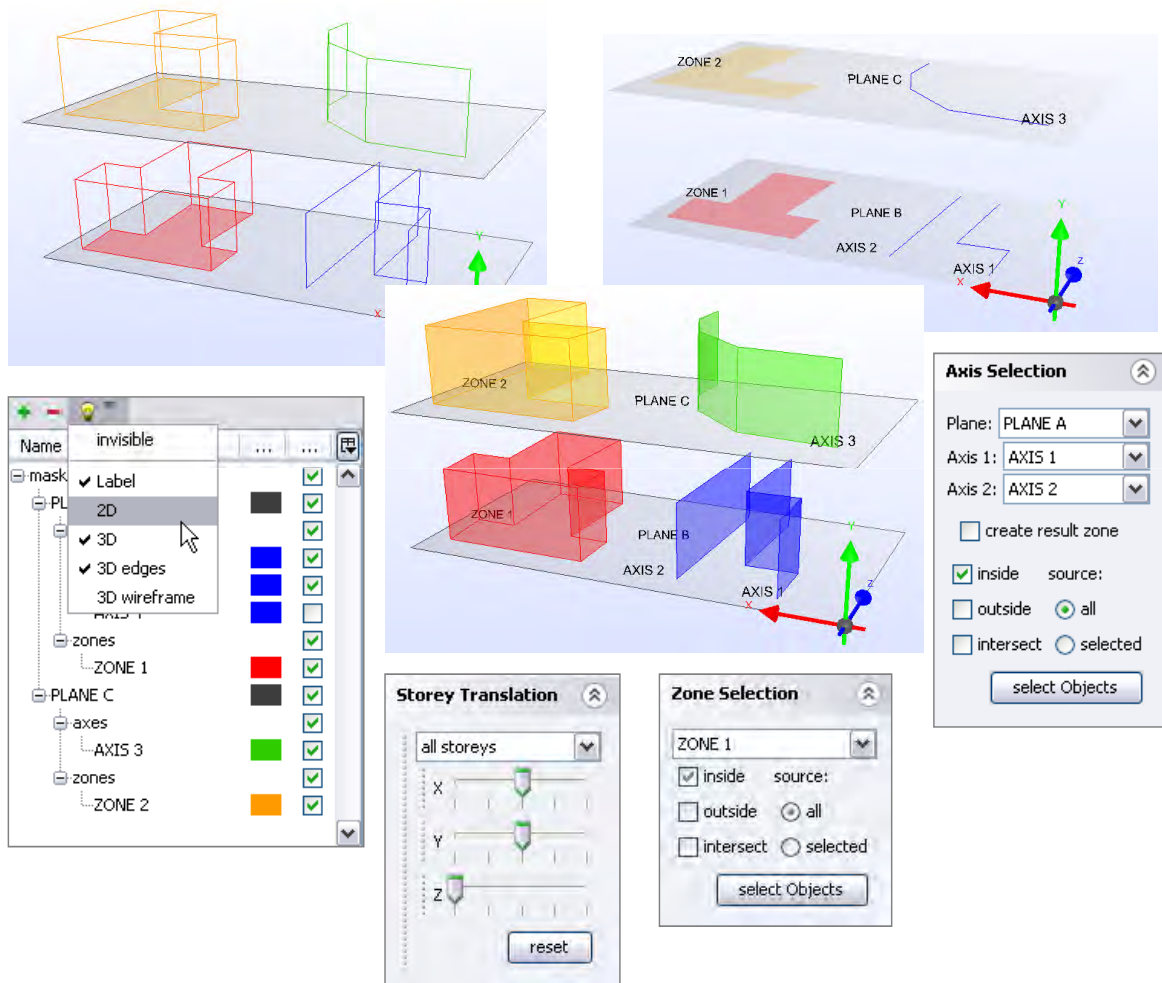 Y
X
ZONE 2
PLANE C
AXIS 3
ZONE 1
PLANE B
AXIS 2
AXIS 1
Y
Z
X
ZONE 2
PLANE C
AXIS 3
ZONE 1
PLANE B
AXIS 2
AXIS 1
Y
Z
X
Name ... ...
invisible
Label
2D
3D
3D edges
3D wireframe
mask
PL
zones
ZONE 1
PLANE C
axes
AXIS 3
zones
ZONE 2
Storey Translation
all storeys
X
Y
Z
reset
Zone Selection
ZONE 1
inside source:
outside all
intersect selected
select Objects
Axis Selection
Plane: PLANE A
Axis 1: AXIS 1
Axis 2: AXIS 2
create result zone
inside source:
outside all
intersect selected
select Objects